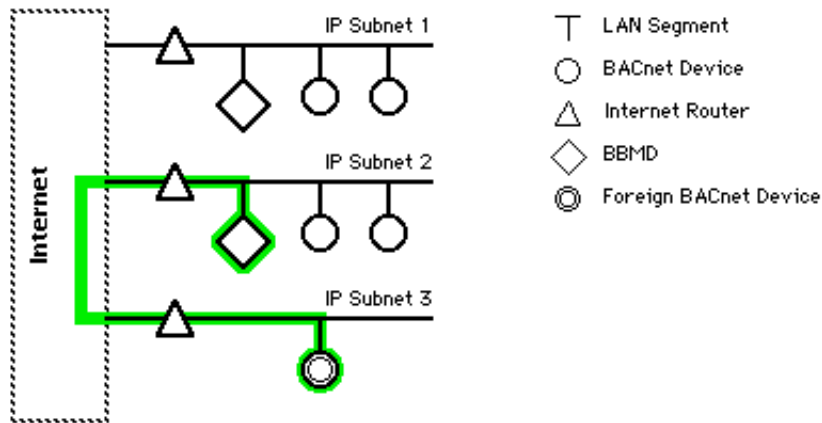 IP Subnet 1
IP Subnet 2
IP Subnet 3
Internet
LAN Segment
BACnet Device
Internet Router
BBMD
Foreign BACnet Device